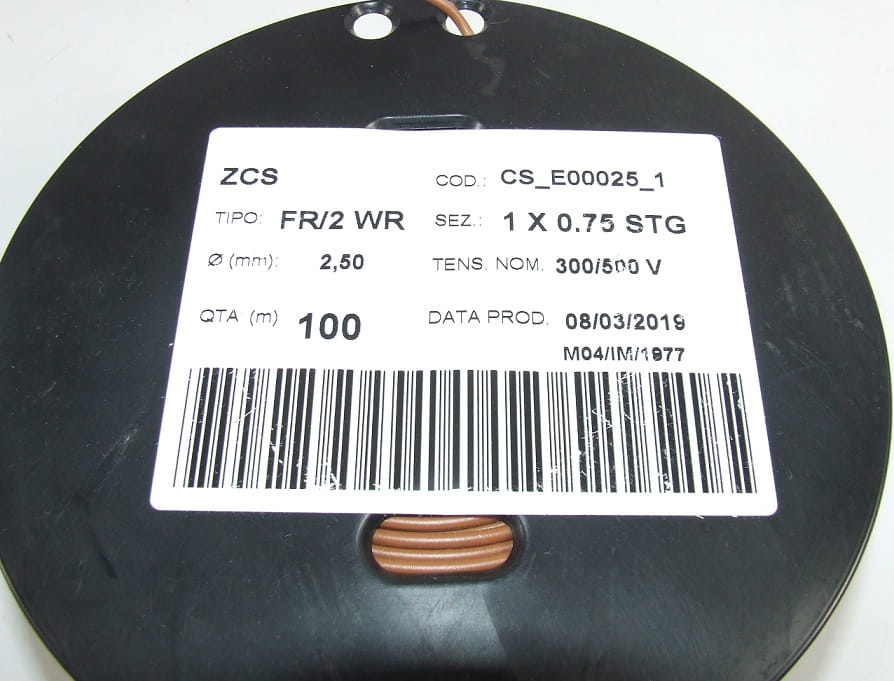 ZCS COD.: CS_E00025_1
TIPO: FR/2 WR SEZ.: 1 X 0.75 STG
Ø (mm): 2,50 TENS. NOM. 300/500 V
QTA (m) 100 DATA PROD. 08/03/2019
M04/IM/1977